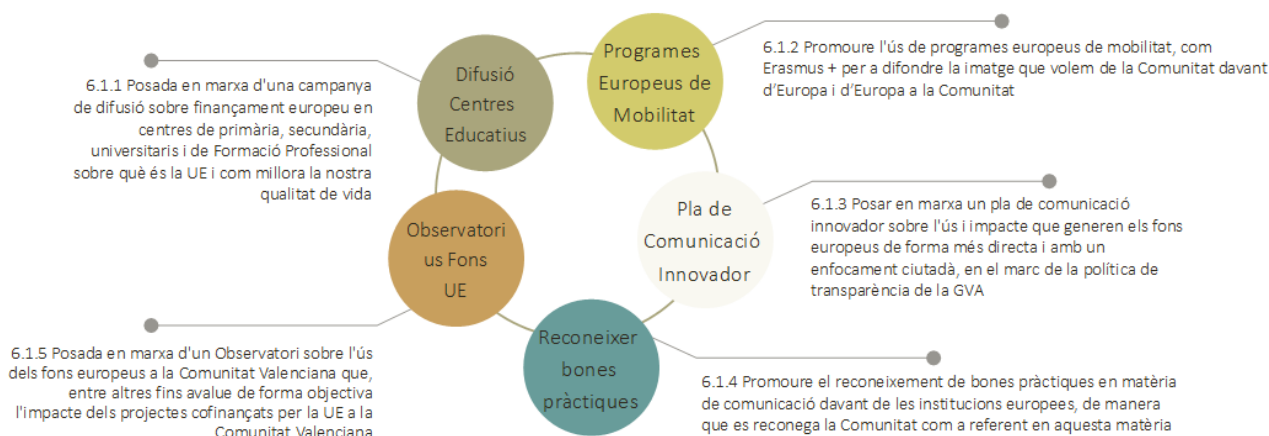 Difusió
Centres
Educatius
6.1.1 Posada en marxa d'una campanya
de difusió sobre finançament europeu en
centres de primària, secundària,
universitaris i de Formació Professional
sobre què és la UE i com millora la nostra
qualitat de vida
Programes
Europeus de
Mobilitat
6.1.2 Promoure l'ús de programes europeus de mobilitat, com
Erasmus + per a difondre la imatge que volem de la Comunitat davant
d’Europa i d’Europa a la Comunitat
Pla de
Comunicació
Innovador
6.1.3 Posar en marxa un pla de comunicació
innovador sobre l'ús i impacte que generen els fons
europeus de forma més directa i amb un
enfocament ciutadà, en el marc de la política de
transparència de la GVA
Reconeixer
bones
pràctiques
6.1.4 Promoure el reconeixement de bones pràctiques en matèria
de comunicació davant de les institucions europees, de manera
que es reconega la Comunitat com a referent en aquesta matèria
Observatori
us Fons
UE
6.1.5 Posada en marxa d'un Observatori sobre l'ús
dels fons europeus a la Comunitat Valenciana que,
entre altres fins avalue de forma objectiva
l'impacte dels projectes cofinançats per la UE a la
Comunitat Valenciana